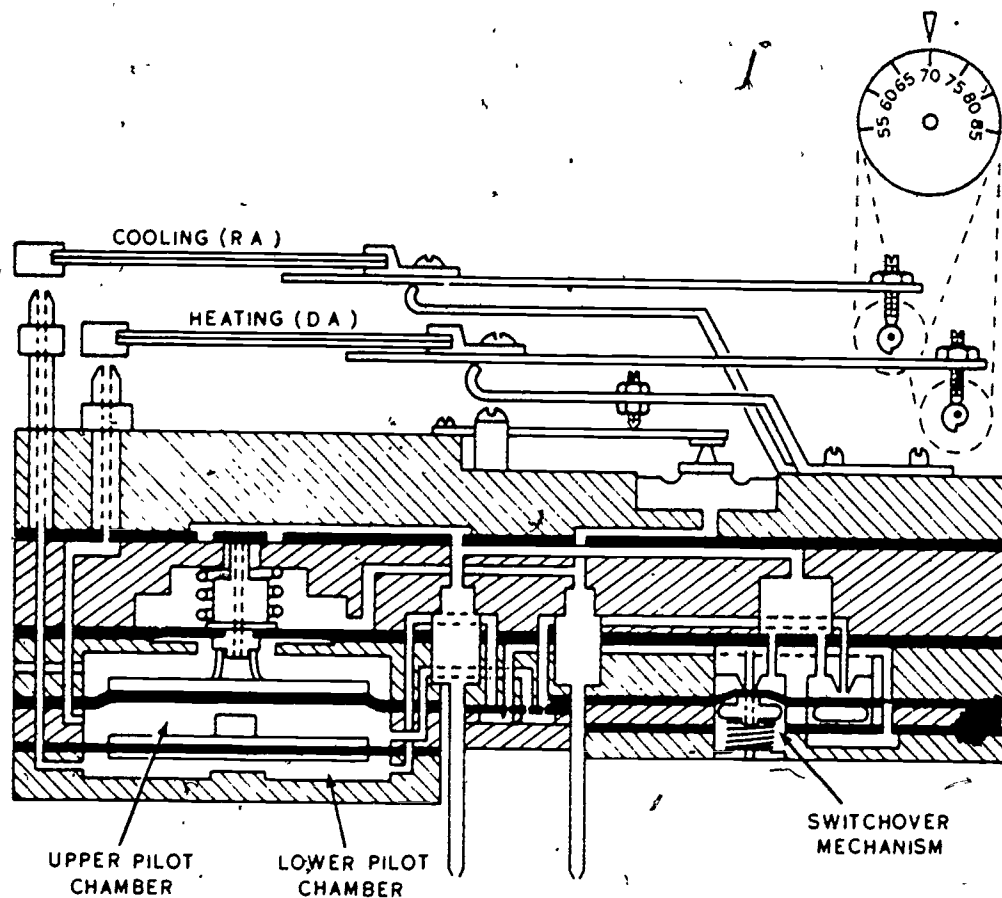 55 60 65 70 75 80 85
COOLING (RA)
HEATING (DA)
UPPER PILOT
CHAMBER
LOWER PILOT
CHAMBER
SWITCHOVER
MECHANISM